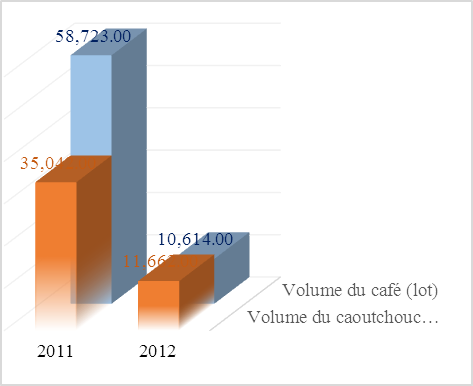 58,723.00
10,614.00
Volume du café (lot)
Volume du caoutchouc…
2011
2012